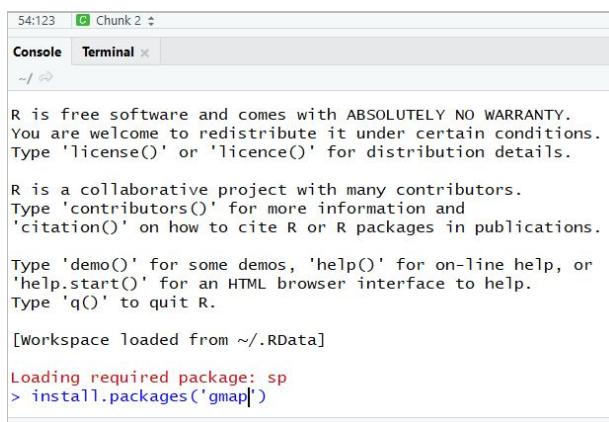 54:123 C Chunk 2
Console Terminal
~/
R is free software and comes with ABSOLUTELY NO WARRANTY.
You are welcome to redistribute it under certain conditions.
Type 'license()' or 'licence()' for distribution details.
R is a collaborative project with many contributors.
Type 'contributors()' for more information and
'citation()' on how to cite R or R packages in publications.
Type 'demo()' for some demos, 'help()' for on-line help, or
'help.start()' for an HTML browser interface to help.
Type 'q()' to quit R.
[Workspace loaded from ~/.RData]
Loading required package: sp
> install.packages('gmap')